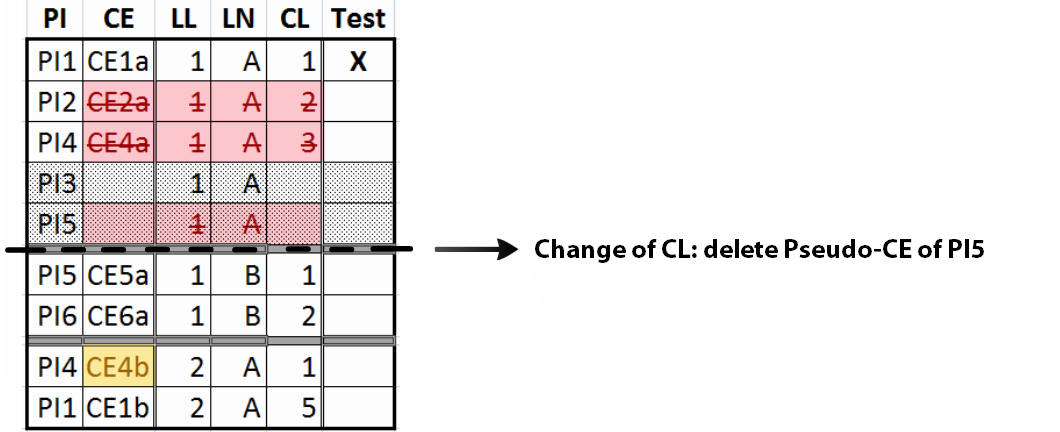 PI CE LL LN CL Test
PI1 CE1a 1 A 1 X
PI2 CE2a 1 A 2
PI4 CE4a 1 A 3
PI3 1 A
PI5 1 A
Change of CL: delete Pseudo-CE of PI5
PI5 CE5a 1 B 1
PI6 CE6a 1 B 2
PI4 CE4b 2 A 1
PI1 CE1b 2 A 5